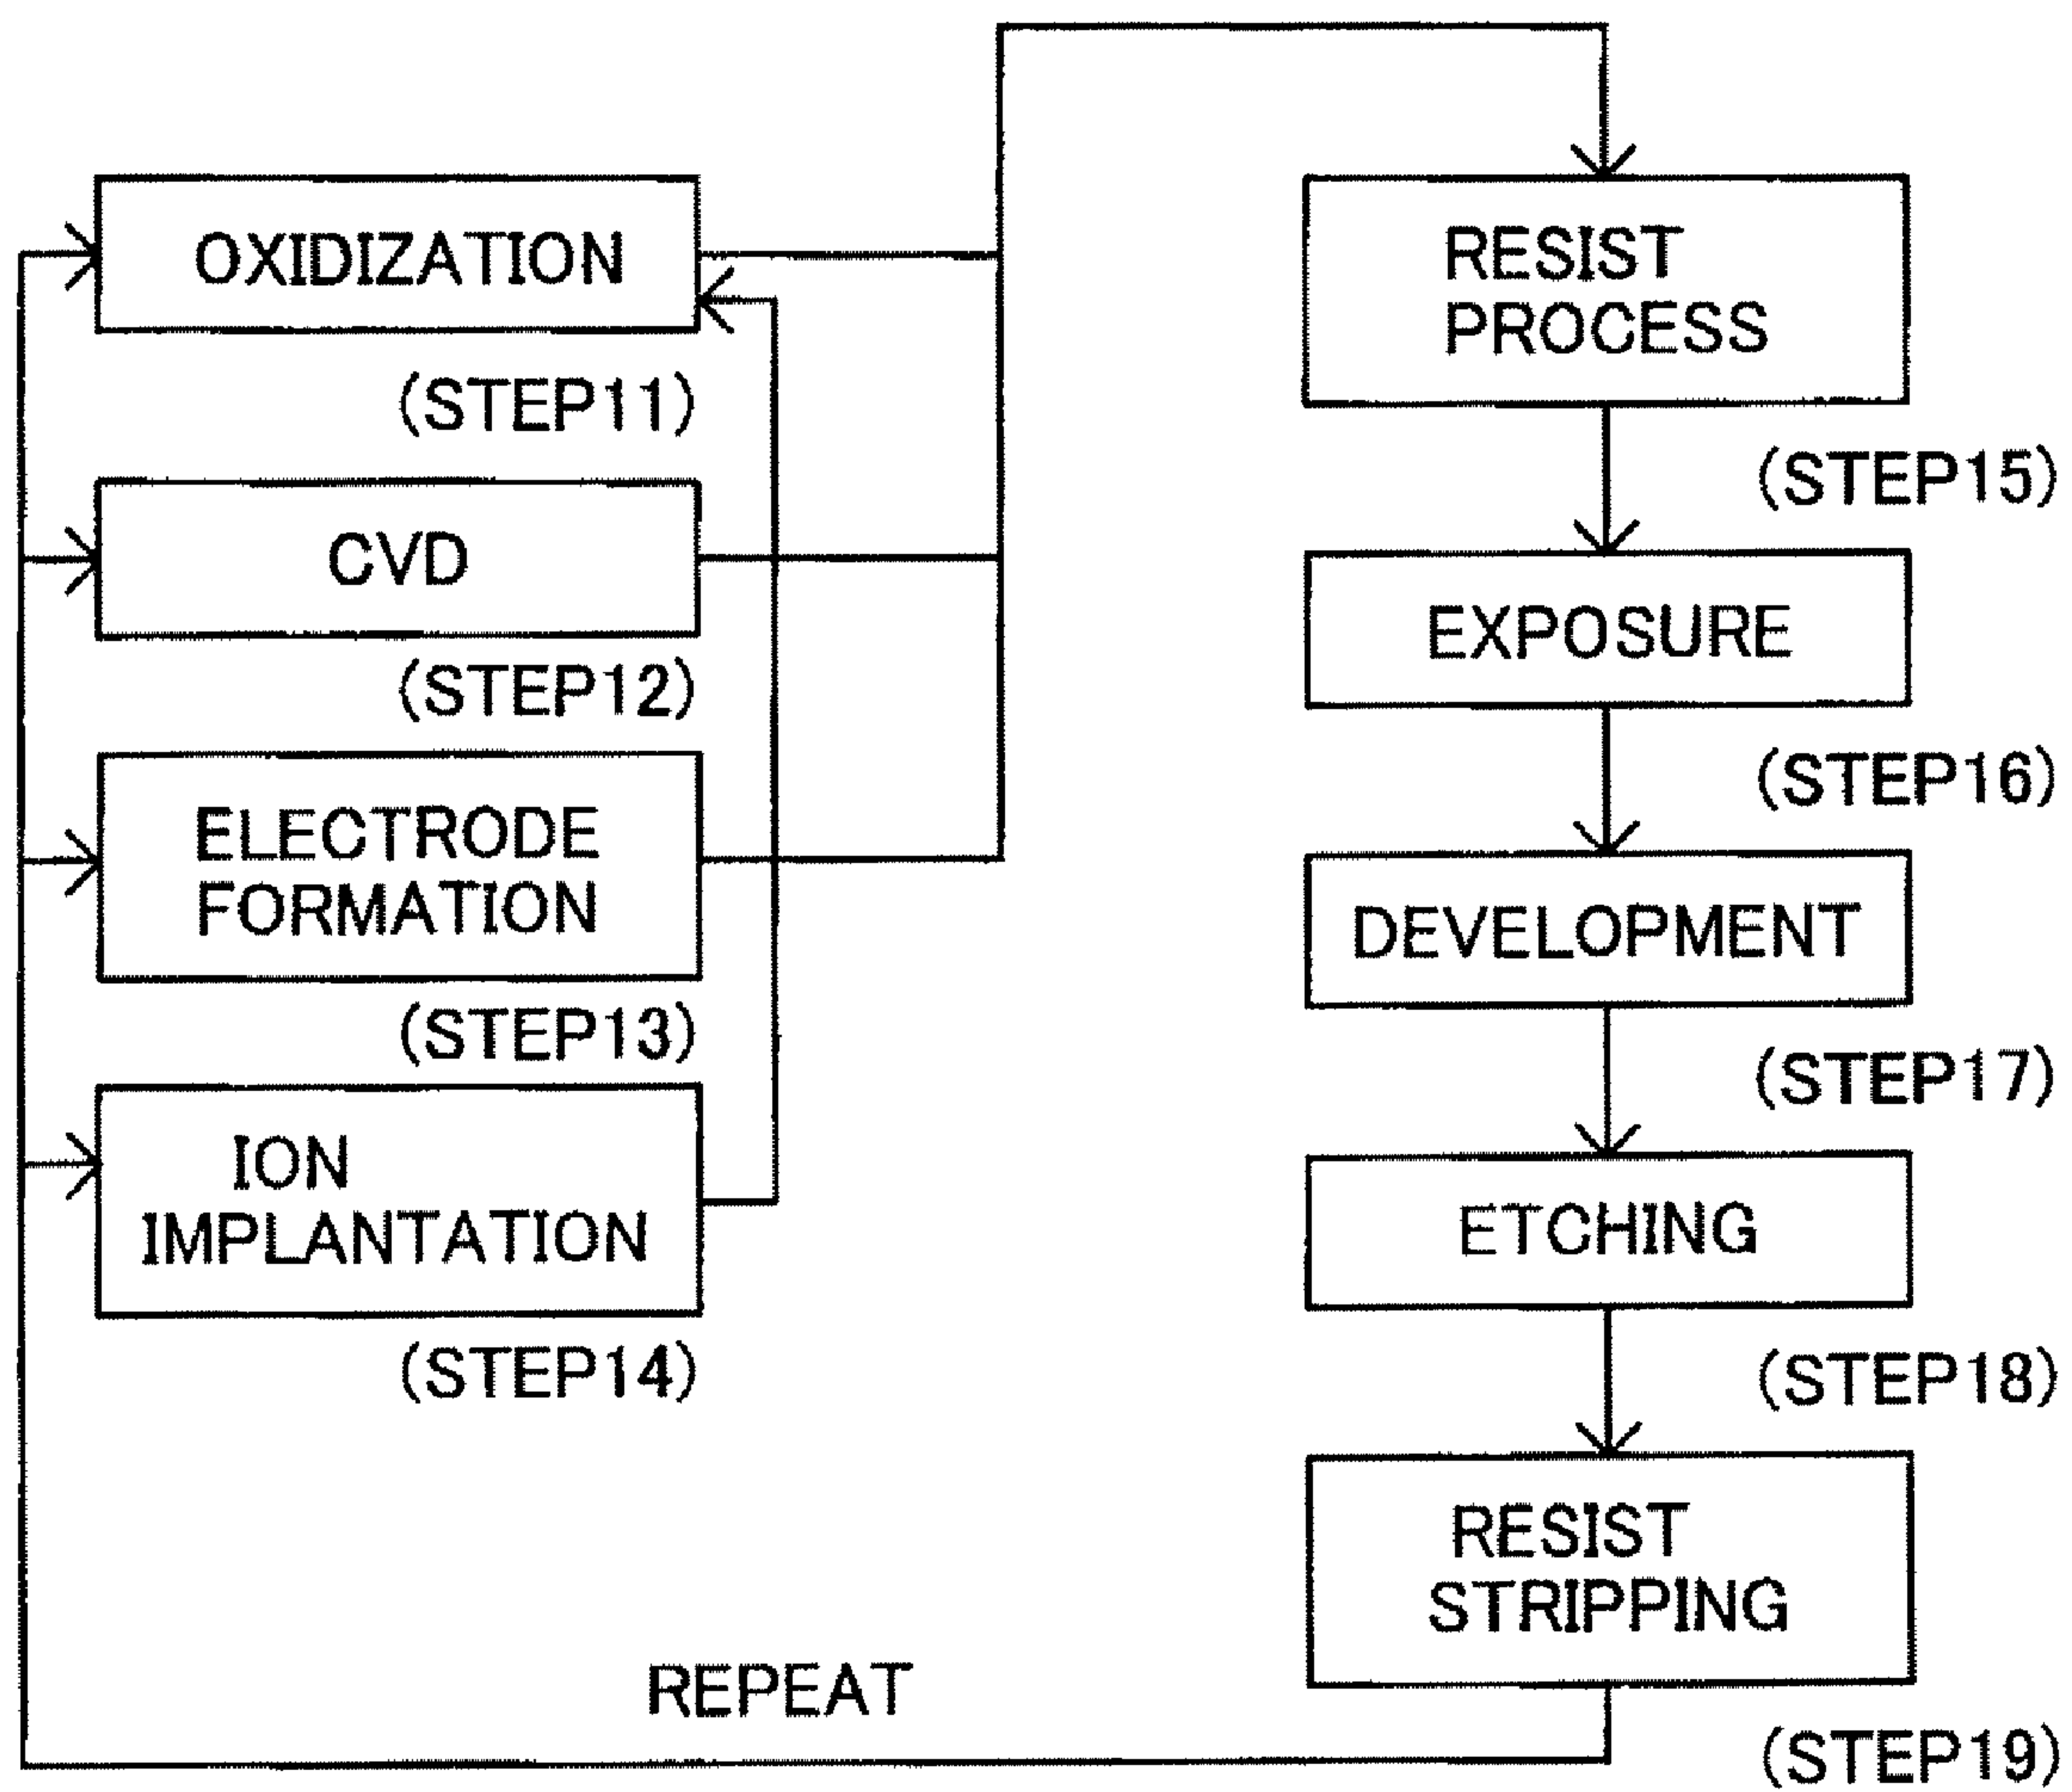 OXIDIZATION
(STEP11)
CVD
(STEP12)
ELECTRODE
FORMATION
(STEP13)
ION
IMPLANTATION
(STEP14)
RESIST
PROCESS
(STEP15)
EXPOSURE
(STEP16)
DEVELOPMENT
(STEP17)
ETCHING
(STEP18)
RESIST
STRIPPING
(STEP19)
REPEAT